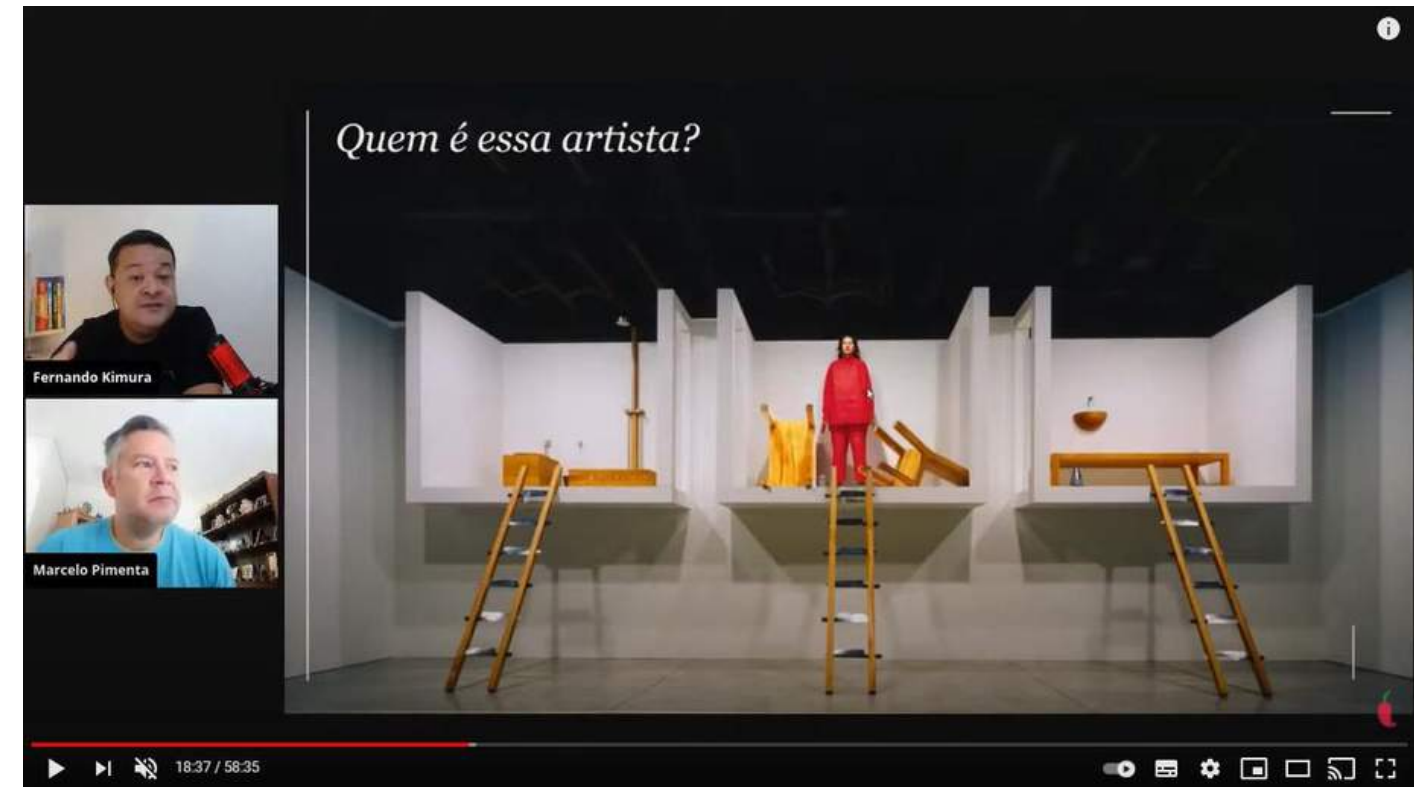 Quem é essa artista?
Fernando Kimura
Marcelo Pimenta
18:37 / 58:35